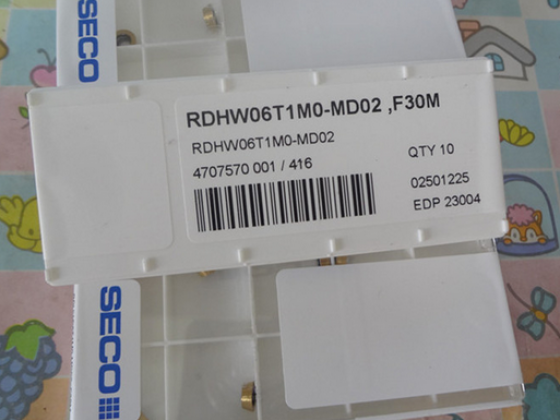 SECO
RDHW06T1M0-MD02 ,F30M
RDHW06T1M0-MD02
4707570 001 / 416
QTY 10
02501225
EDP 23004
SECO